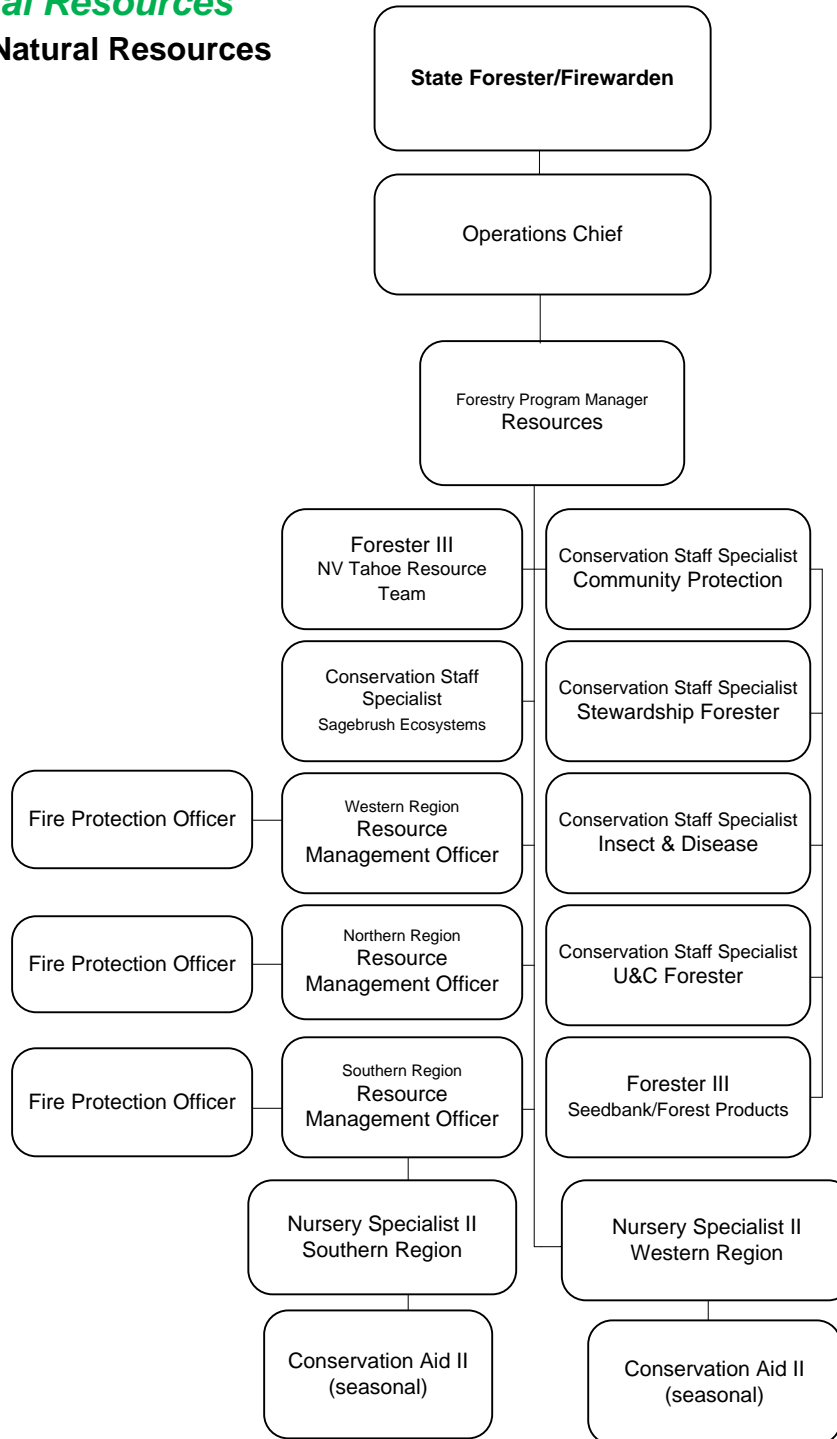 Resources
Natural Resources
State Forester/Firewarden
Operations Chief
Forestry Program Manager
Resources
Forester III
NV Tahoe Resource
Team
Conservation Staff Specialist
Community Protection
Conservation Staff
Specialist
Sagebrush Ecosystems
Conservation Staff Specialist
Stewardship Forester
Fire Protection Officer
Western Region
Resource
Management Officer
Conservation Staff Specialist
Insect & Disease
Fire Protection Officer
Northern Region
Resource
Management Officer
Conservation Staff Specialist
U&C Forester
Fire Protection Officer
Southern Region
Resource
Management Officer
Forester III
Seedbank/Forest Products
Nursery Specialist II
Southern Region
Nursery Specialist II
Western Region
Conservation Aid II
(seasonal)
Conservation Aid II
(seasonal)